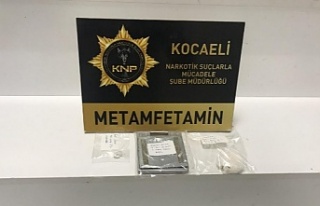 KNP
KOCAELİ
NARKOTİK SUÇLARLA
MÜCADELE
ŞUBE MÜDÜRLÜĞÜ
METAMFETAMİN